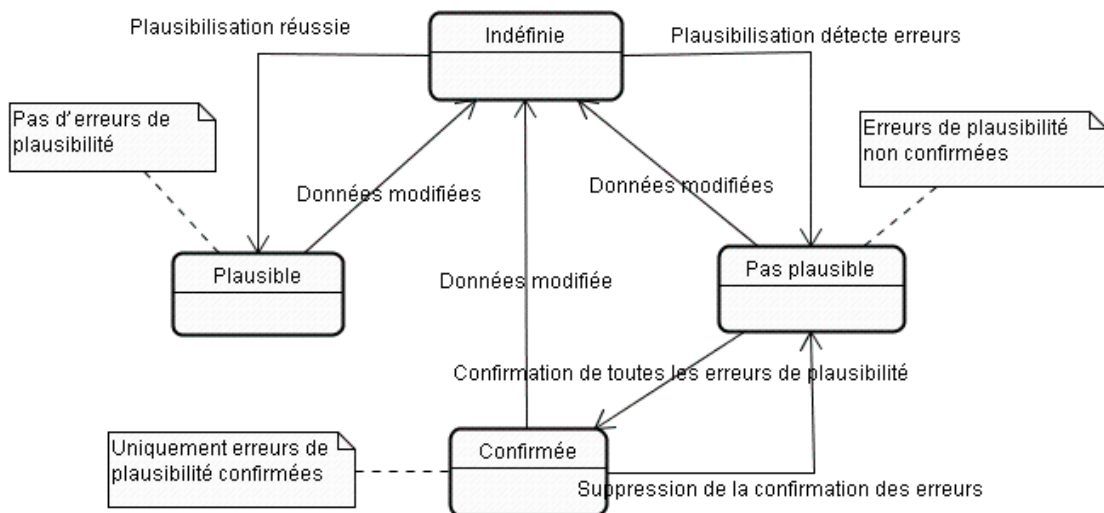 Plausibilisation réussie
Indéfinie
Plausibilisation détecte erreurs
Pas d'erreurs de
plausibilité
Erreurs de plausibilité
non confirmées
Données modifiées
Données modifiées
Plausible
Données modifiée
Pas plausible
Confirmation de toutes les erreurs de plausibilité
Uniquement erreurs de
plausibilité confirmées
Confirmée
Suppression de la confirmation des erreurs